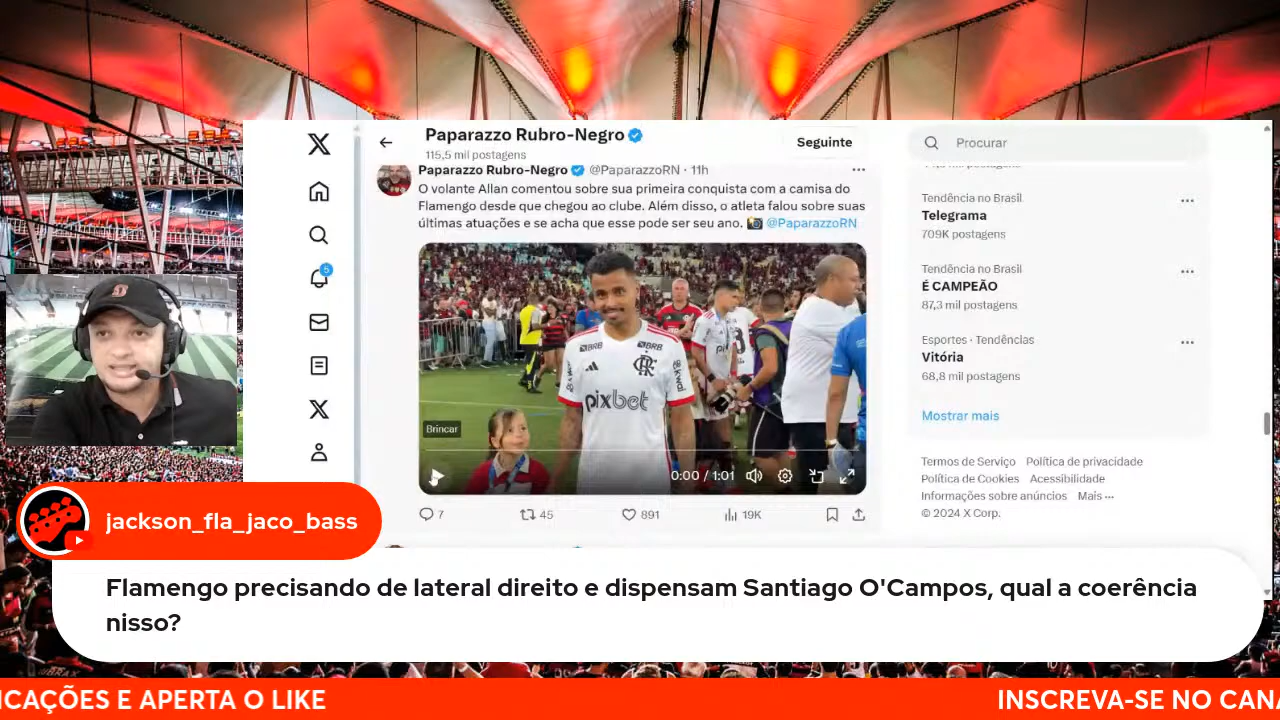 Paparazzo Rubro-Negro
115,5 mil postagens
Seguinte
Procurar
Paparazzo Rubro-Negro @PaparazzoRN · 11h
O volante Allan comentou sobre sua primeira conquista com a camisa do
Flamengo desde que chegou ao clube. Além disso, o atleta falou sobre suas
últimas atuações e se acha que esse pode ser seu ano. 📸 @PaparazzoRN
BRB
BRB
pixbet
Brincar
0:00 / 1:01
7
45
891
19K
5
Tendência no Brasil
Telegrama
709K postagens
Tendência no Brasil
É CAMPEÃO
87,3 mil postagens
Esportes · Tendências
Vitória
68,8 mil postagens
Mostrar mais
Termos de Serviço Política de privacidade
Política de Cookies Acessibilidade
Informações sobre anúncios Mais ···
© 2024 X Corp.
jackson_fla_jaco_bass
Flamengo precisando de lateral direito e dispensam Santiago O'Campos, qual a coerência
nisso?
ICAÇÕES E APERTA O LIKE
INSCREVA-SE NO CANA